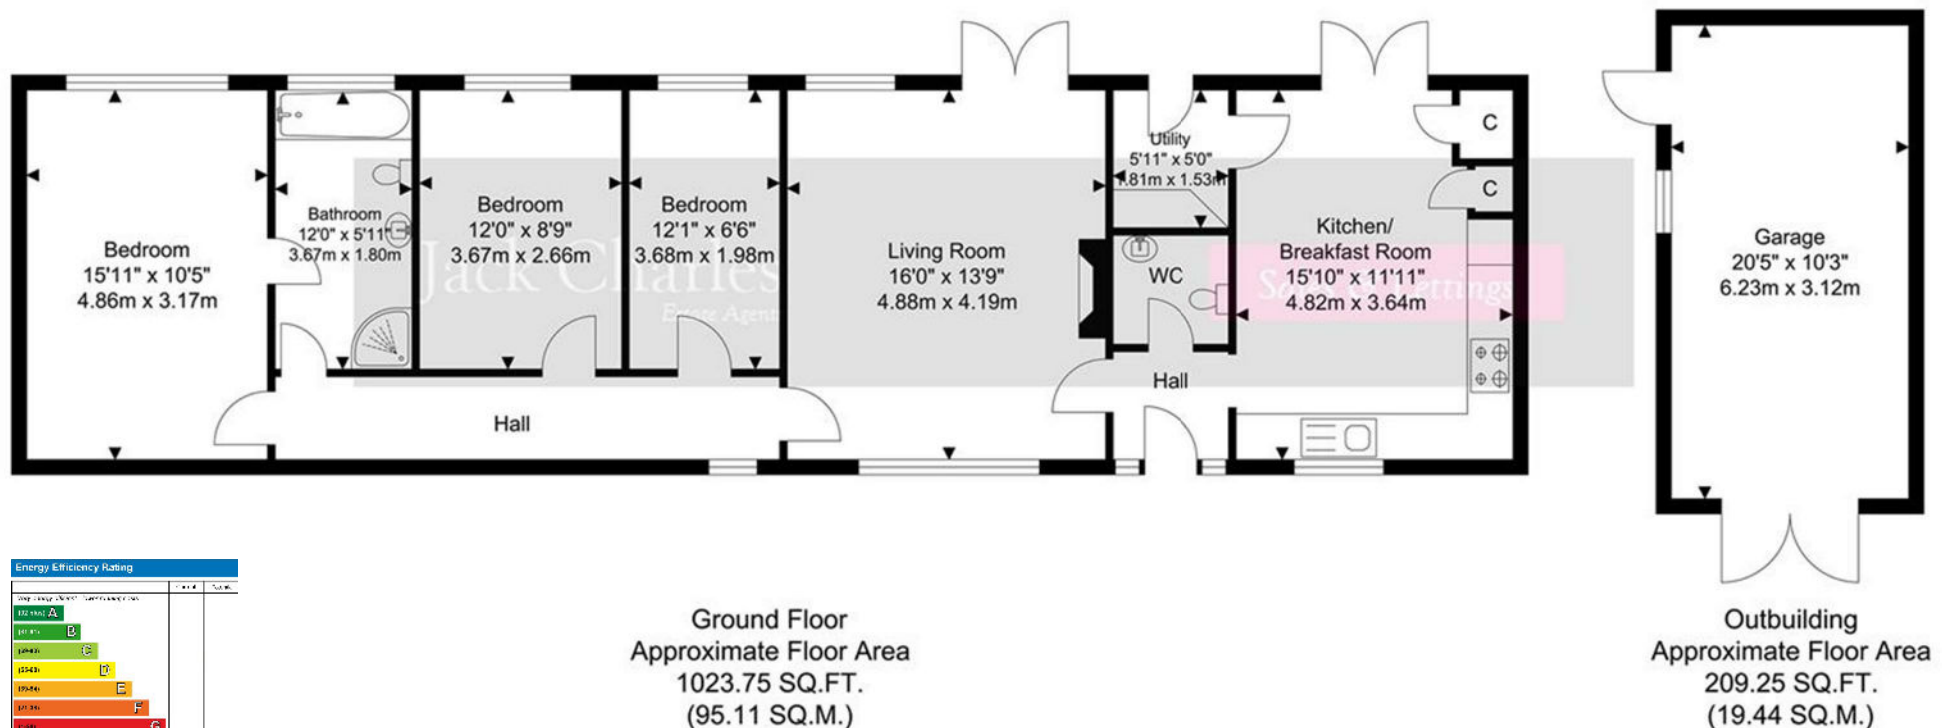 Bedroom
15'11" x 10'5"
4.86m x 3.17m
Bathroom
12'0" x 5'11"
3.67m x 1.80m
Bedroom
12'0" x 8'9"
3.67m x 2.66m
Bedroom
12'1" x 6'6"
3.68m x 1.98m
Living Room
16'0" x 13'9"
4.88m x 4.19m
Utility
5'11" x 5'0"
1.81m x 1.53m
WC
Hall
Hall
Kitchen/
Breakfast Room
15'10" x 11'11"
4.82m x 3.64m
C
C
Garage
20'5" x 10'3"
6.23m x 3.12m
Jack Charles
Estate Agents
Sales & Lettings
Energy Efficiency Rating
A
B
C
D
E
F
G
Ground Floor
Approximate Floor Area
1023.75 SQ.FT.
(95.11 SQ.M.)
Outbuilding
Approximate Floor Area
209.25 SQ.FT.
(19.44 SQ.M.)